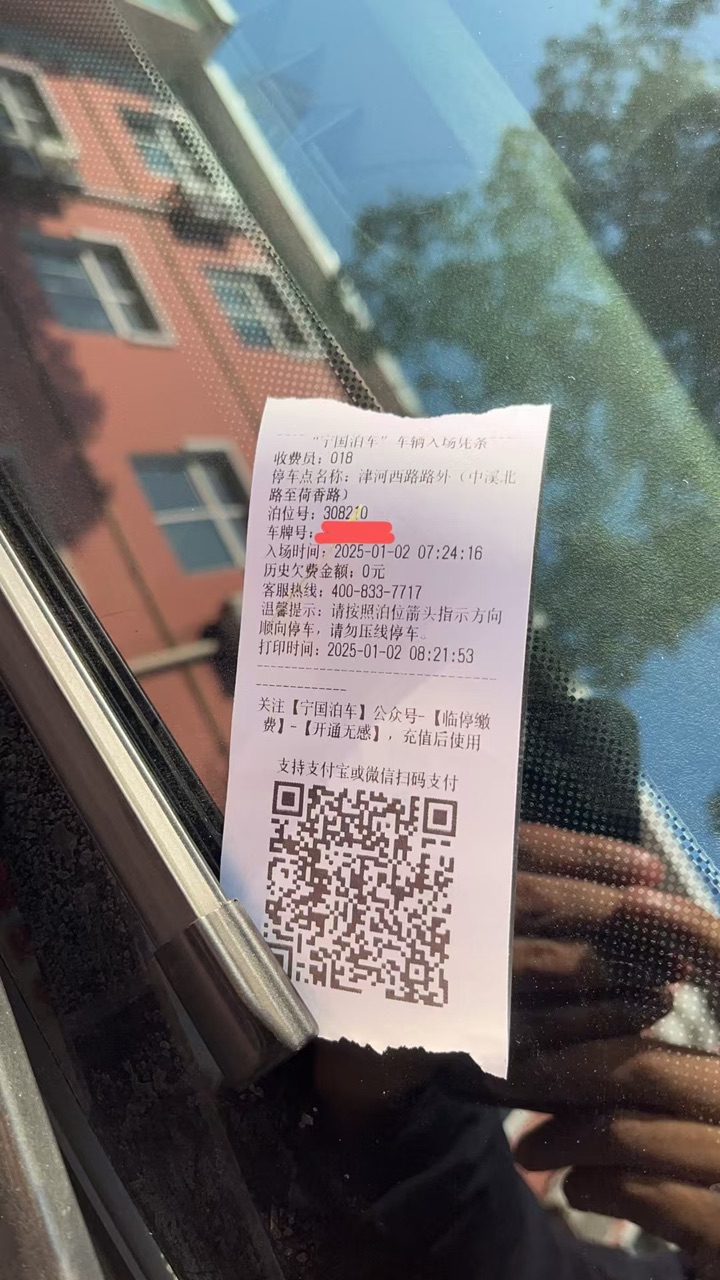 "宁国泊车"车辆入场凭条
收费员：018
停车点名称：津河西路路外（中溪北
路至荷香路）
泊位号：308210
车牌号：
入场时间：2025-01-02 07:24:16
历史欠费金额：0元
客服热线：400-833-7717
温馨提示：请按照泊位箭头指示方向
顺向停车，请勿压线停车。
打印时间：2025-01-02 08:21:53
关注【宁国泊车】公众号-【临停缴
费】-【开通无感】，充值后使用
支持支付宝或微信扫码支付